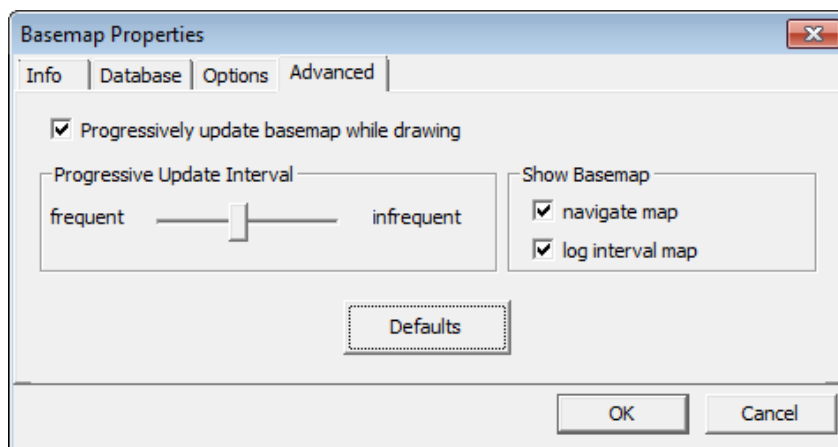 Basemap Properties
Info Database Options Advanced
Progressively update basemap while drawing
Progressive Update Interval
frequent infrequent
Show Basemap
navigate map
log interval map
Defaults
OK Cancel